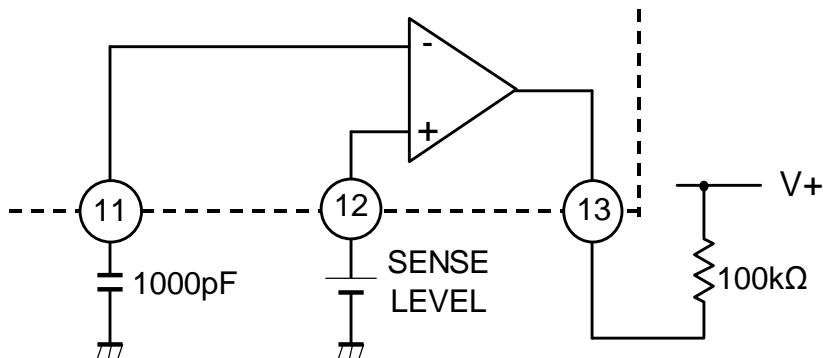 -
+
11
12
13
V+
1000pF
SENSE
LEVEL
100kΩ